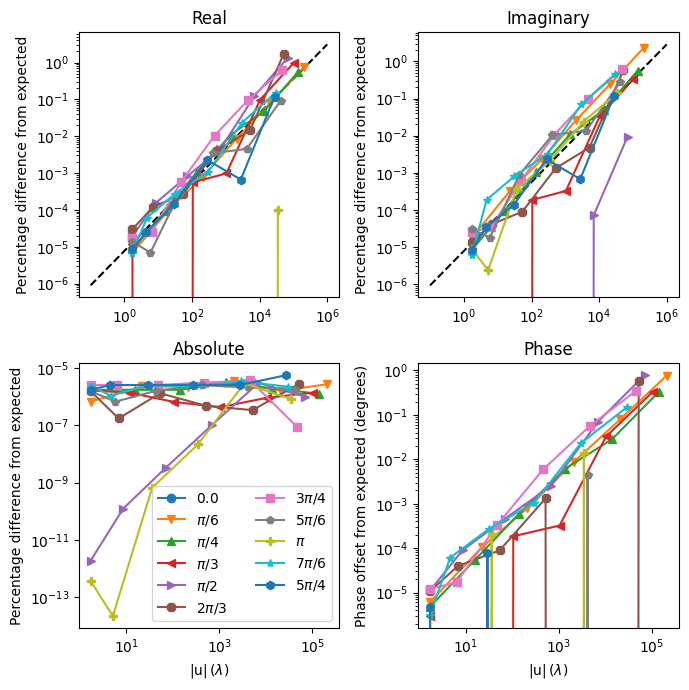 Real
Imaginary
Percentage difference from expected
10⁰
10⁻¹
10⁻²
10⁻³
10⁻⁴
10⁻⁵
10⁻⁶
10⁰ 10² 10⁴ 10⁶
Percentage difference from expected
10⁰
10⁻¹
10⁻²
10⁻³
10⁻⁴
10⁻⁵
10⁻⁶
10⁰ 10² 10⁴ 10⁶
Absolute
Phase
Percentage difference from expected
10⁻⁵
10⁻⁷
10⁻⁹
10⁻¹¹
10⁻¹³
0.0
π/6
π/4
π/3
π/2
2π/3
3π/4
5π/6
π
7π/6
5π/4
10¹ 10³ 10⁵
|u| (λ)
Phase offset from expected (degrees)
10⁰
10⁻¹
10⁻²
10⁻³
10⁻⁴
10⁻⁵
10¹ 10³ 10⁵
|u| (λ)